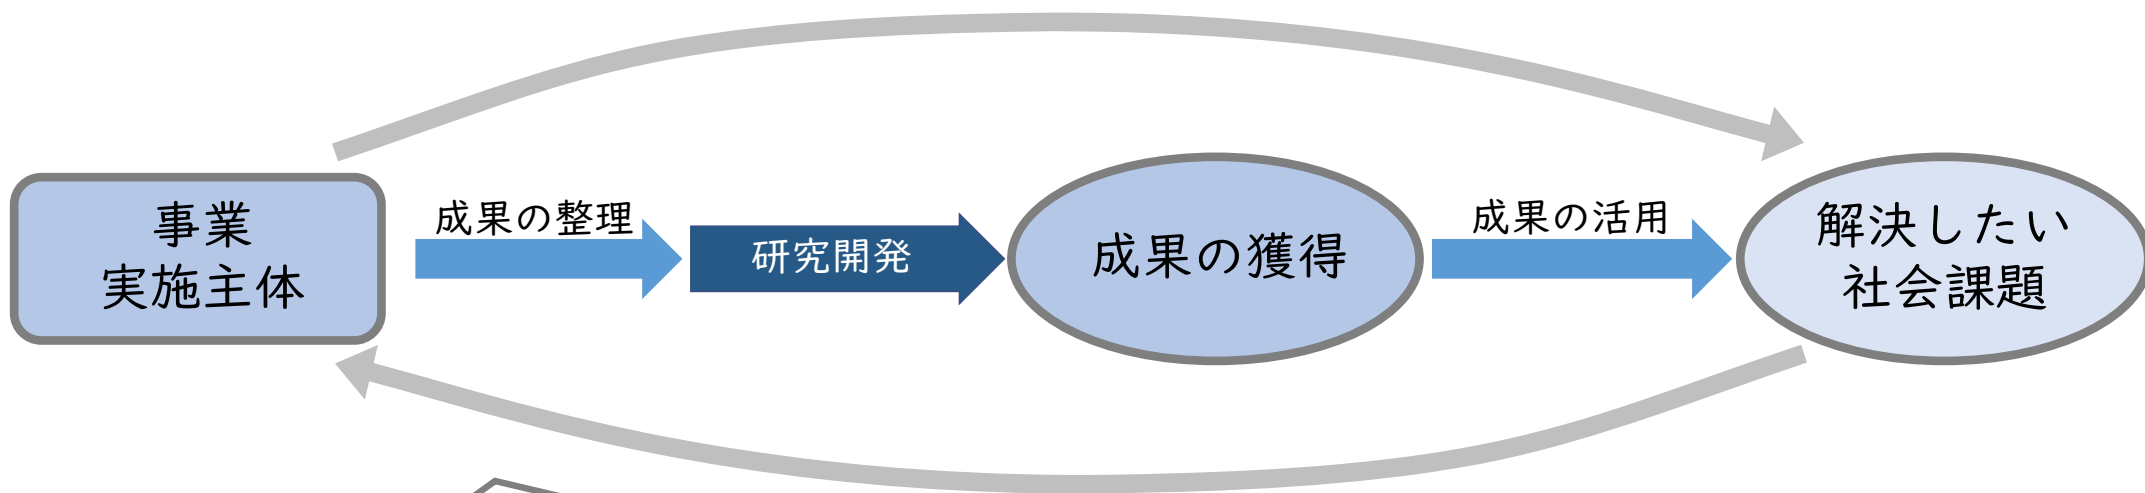 事業
実施主体
成果の整理
研究開発
成果の獲得
成果の活用
解決したい
社会課題